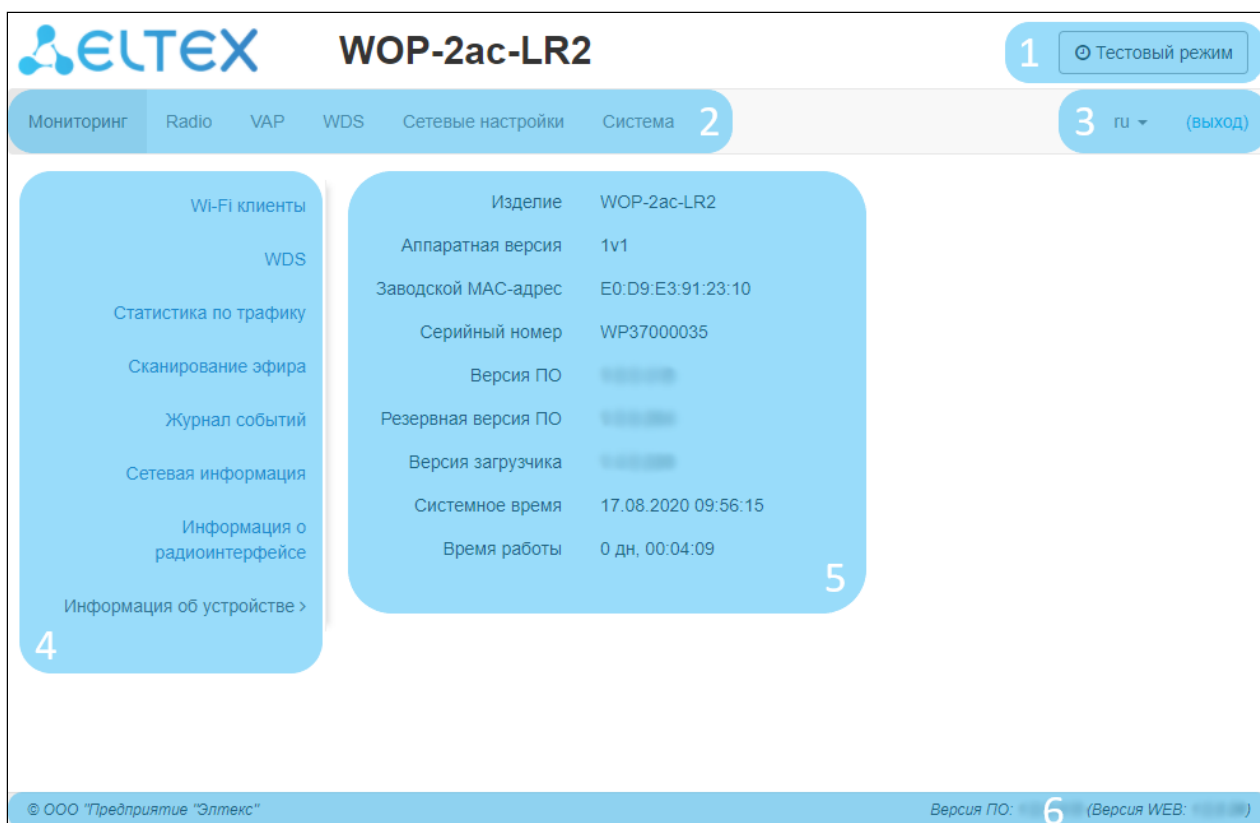 ELTEX WOP-2ac-LR2 1 Тестовый режим
Мониторинг Radio VAP WDS Сетевые настройки Система 2 3 ru (выход)
Wi-Fi клиенты
WDS
Статистика по трафику
Сканирование эфира
Журнал событий
Сетевая информация
Информация о
радиоинтерфейсе
Информация об устройстве >
4
Изделие WOP-2ac-LR2
Аппаратная версия 1v1
Заводской MAC-адрес E0:D9:E3:91:23:10
Серийный номер WP37000035
Версия ПО
Резервная версия ПО
Версия загрузчика
Системное время 17.08.2020 09:56:15
Время работы 0 дн, 00:04:09
5
© ООО "Предприятие "Элтекс" Версия ПО: 6 (Версия WEB: )